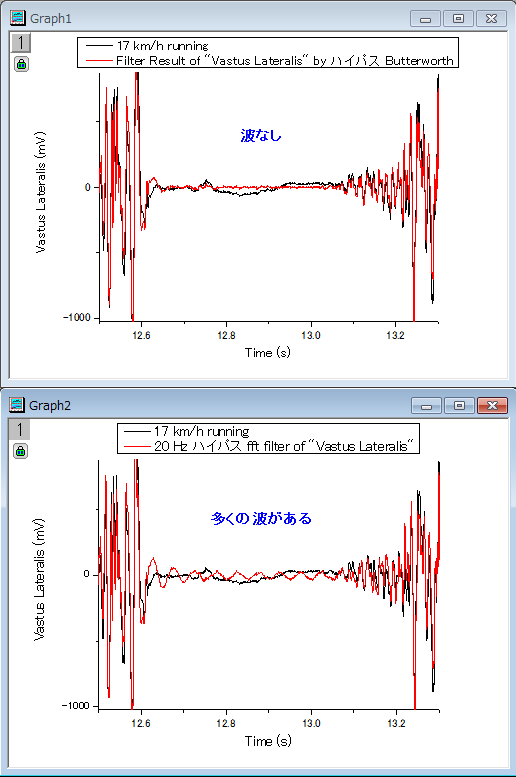 Graph1
1
17 km/h running
Filter Result of "Vastus Lateralis" by ハイパス Butterworth
波なし
Vastus Lateralis (mV)
0
-1000
12.6
12.8
13.0
13.2
Time (s)
Graph2
1
17 km/h running
20 Hz ハイパス fft filter of "Vastus Lateralis"
多くの波がある
Vastus Lateralis (mV)
0
-1000
12.6
12.8
13.0
13.2
Time (s)